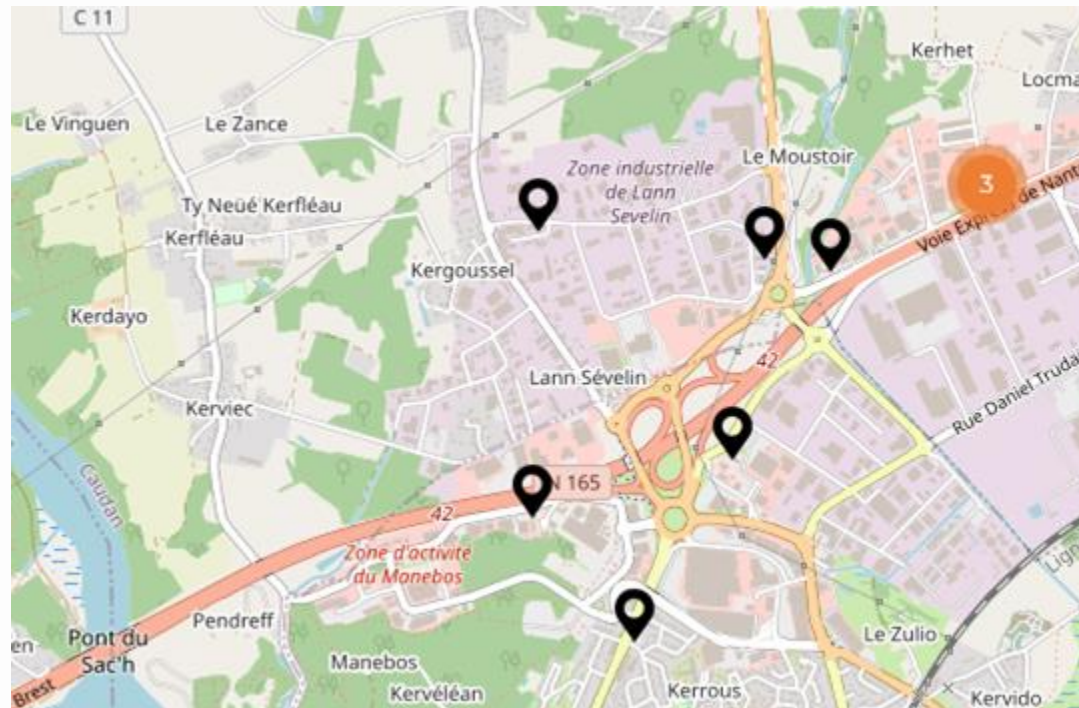 C 11
Kerhet
Le Vinguen
Le Zance
Zone industrielle
de Lann
Sevelin
Le Moustoir
3
Ty Neüé Kerfléau
Kerfléau
Voie Express de Nant
Kergoussel
Kerdayo
42
Lann Sévelin
Kerviec
Rue Daniel Truda
Caudan
N 165
42
Zone d'activité
du Manebos
Pendreff
Pont du
Sac'h
Brest
Le Zulio
Manebos
Kervéléan
Kerrous
Kervido